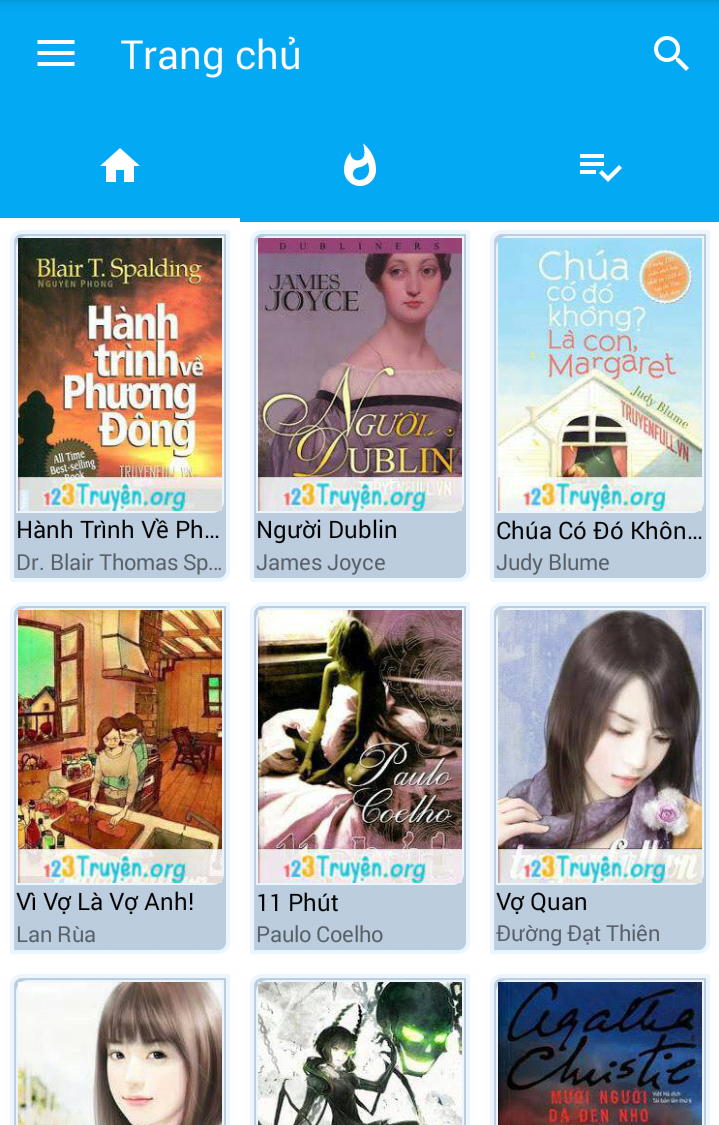 Trang chủ
Blair T. Spalding
NGUYÊN PHONG
Hành
trình về
Phương
Đông
All Time
Best-selling
Book
TRUYENFULL.VN
123Truyện.org
Hành Trình Về Ph...
Dr. Blair Thomas Sp...
DUBLINERS
JAMES
JOYCE
NGƯỜI
DUBLIN
TRUYENFULL.VN
123Truyện.org
Người Dublin
James Joyce
Chúa
có đó
không?
Là con,
Margaret
Judy Blume
TRUYENFULL.VN
123Truyện.org
Chúa Có Đó Khôn...
Judy Blume
123Truyện.org
Vì Vợ Là Vợ Anh!
Lan Rùa
Paulo
Coelho
11 phút
123Truyện.org
11 Phút
Paulo Coelho
truyenfull.vn
123Truyện.org
Vợ Quan
Đường Đạt Thiên
Agatha
Christie
MƯỜI NGƯỜI
DA ĐEN NHỎ